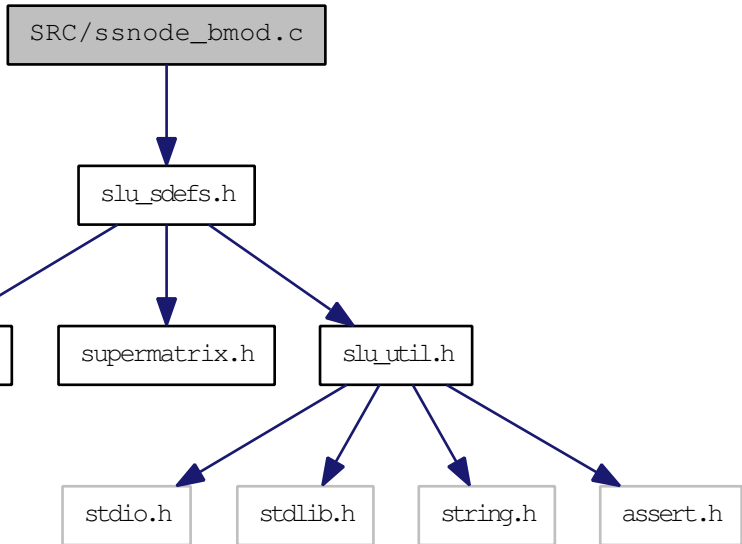 SRC/ssnode_bmod.c
slu_sdefs.h
supermatrix.h
slu_util.h
stdio.h
stdlib.h
string.h
assert.h